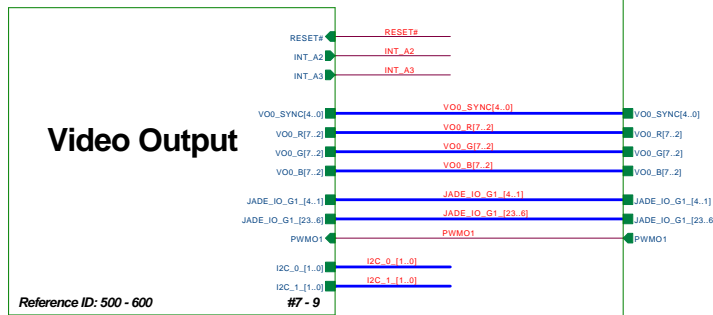 RESET# RESET#
INT_A2 INT_A2
INT_A3 INT_A3
VO0_SYNC[4..0] VO0_SYNC[4..0] VO0_SYNC[4..0]
Video Output
VO0_R[7..2] VO0_R[7..2] VO0_R[7..2]
VO0_G[7..2] VO0_G[7..2] VO0_G[7..2]
VO0_B[7..2] VO0_B[7..2] VO0_B[7..2]
JADE_IO_G1_[4..1] JADE_IO_G1_[4..1] JADE_IO_G1_[4..1]
JADE_IO_G1_[23..6] JADE_IO_G1_[23..6] JADE_IO_G1_[23..6
PWMO1 PWMO1 PWMO1
I2C_0_[1..0] I2C_0_[1..0]
I2C_1_[1..0] I2C_1_[1..0]
Reference ID: 500 - 600 #7 - 9